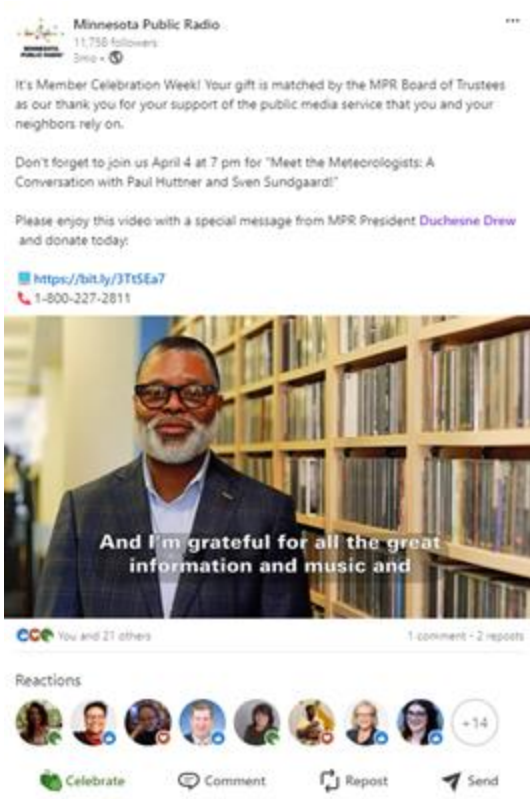 Minnesota Public Radio
11,758 followers
3mo •
MINNESOTA
PUBLIC RADIO
It's Member Celebration Week! Your gift is matched by the MPR Board of Trustees
as our thank you for your support of the public media service that you and your
neighbors rely on.
Don't forget to join us April 4 at 7 pm for "Meet the Meteorologists: A
Conversation with Paul Huttner and Sven Sundgaard!"
Please enjoy this video with a special message from MPR President Duchesne Drew
and donate today:
https://bit.ly/3TtSEa7
1-800-227-2811
And I'm grateful for all the great
information and music and
You and 21 others
1 comment • 2 reposts
Reactions
+14
Celebrate Comment Repost Send